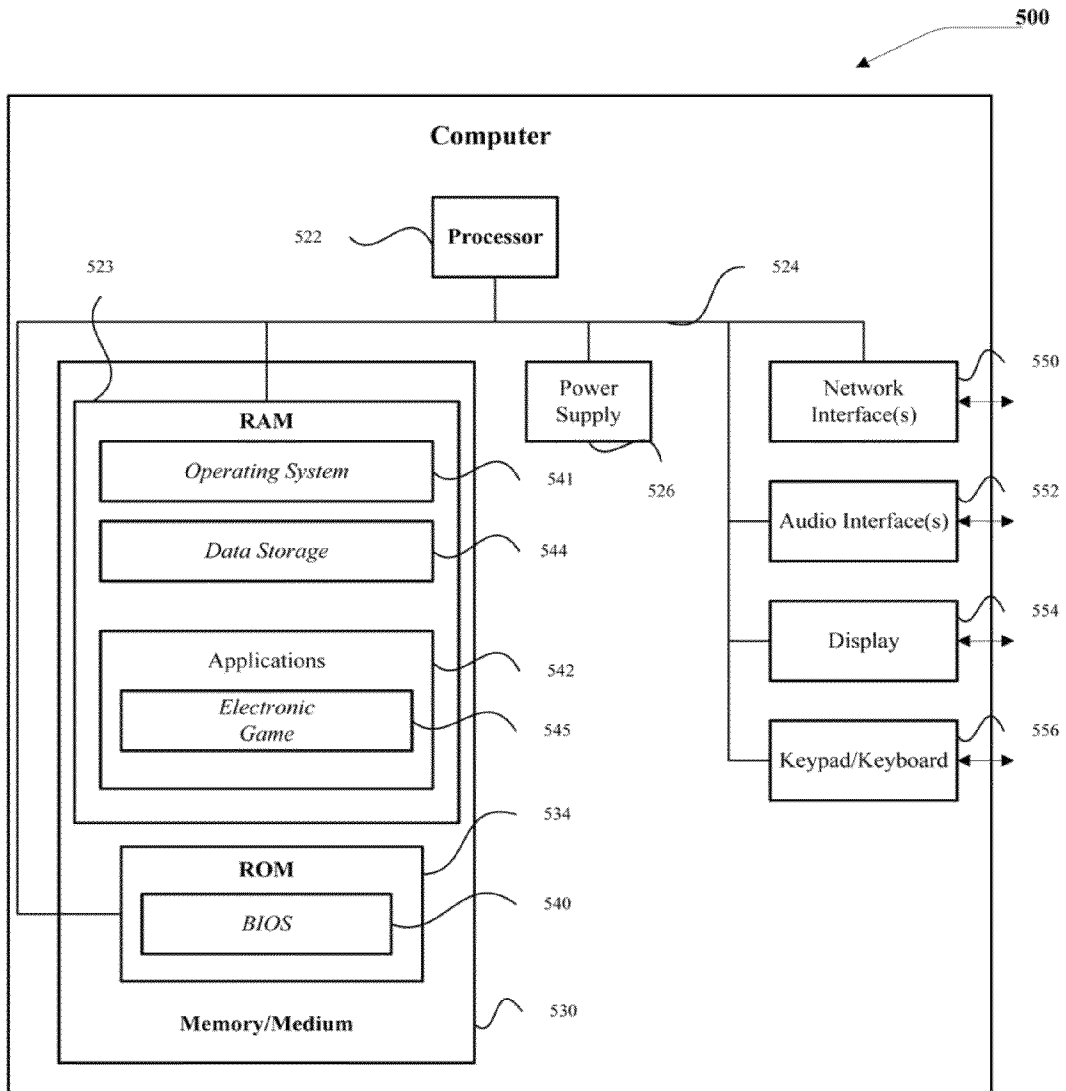 500
Computer
Processor
522
523
524
Power
Supply
526
Network
Interface(s)
550
RAM
Operating System
541
Audio Interface(s)
552
Data Storage
544
Display
554
Applications
542
Electronic
Game
545
Keypad/Keyboard
556
534
ROM
BIOS
540
Memory/Medium
530